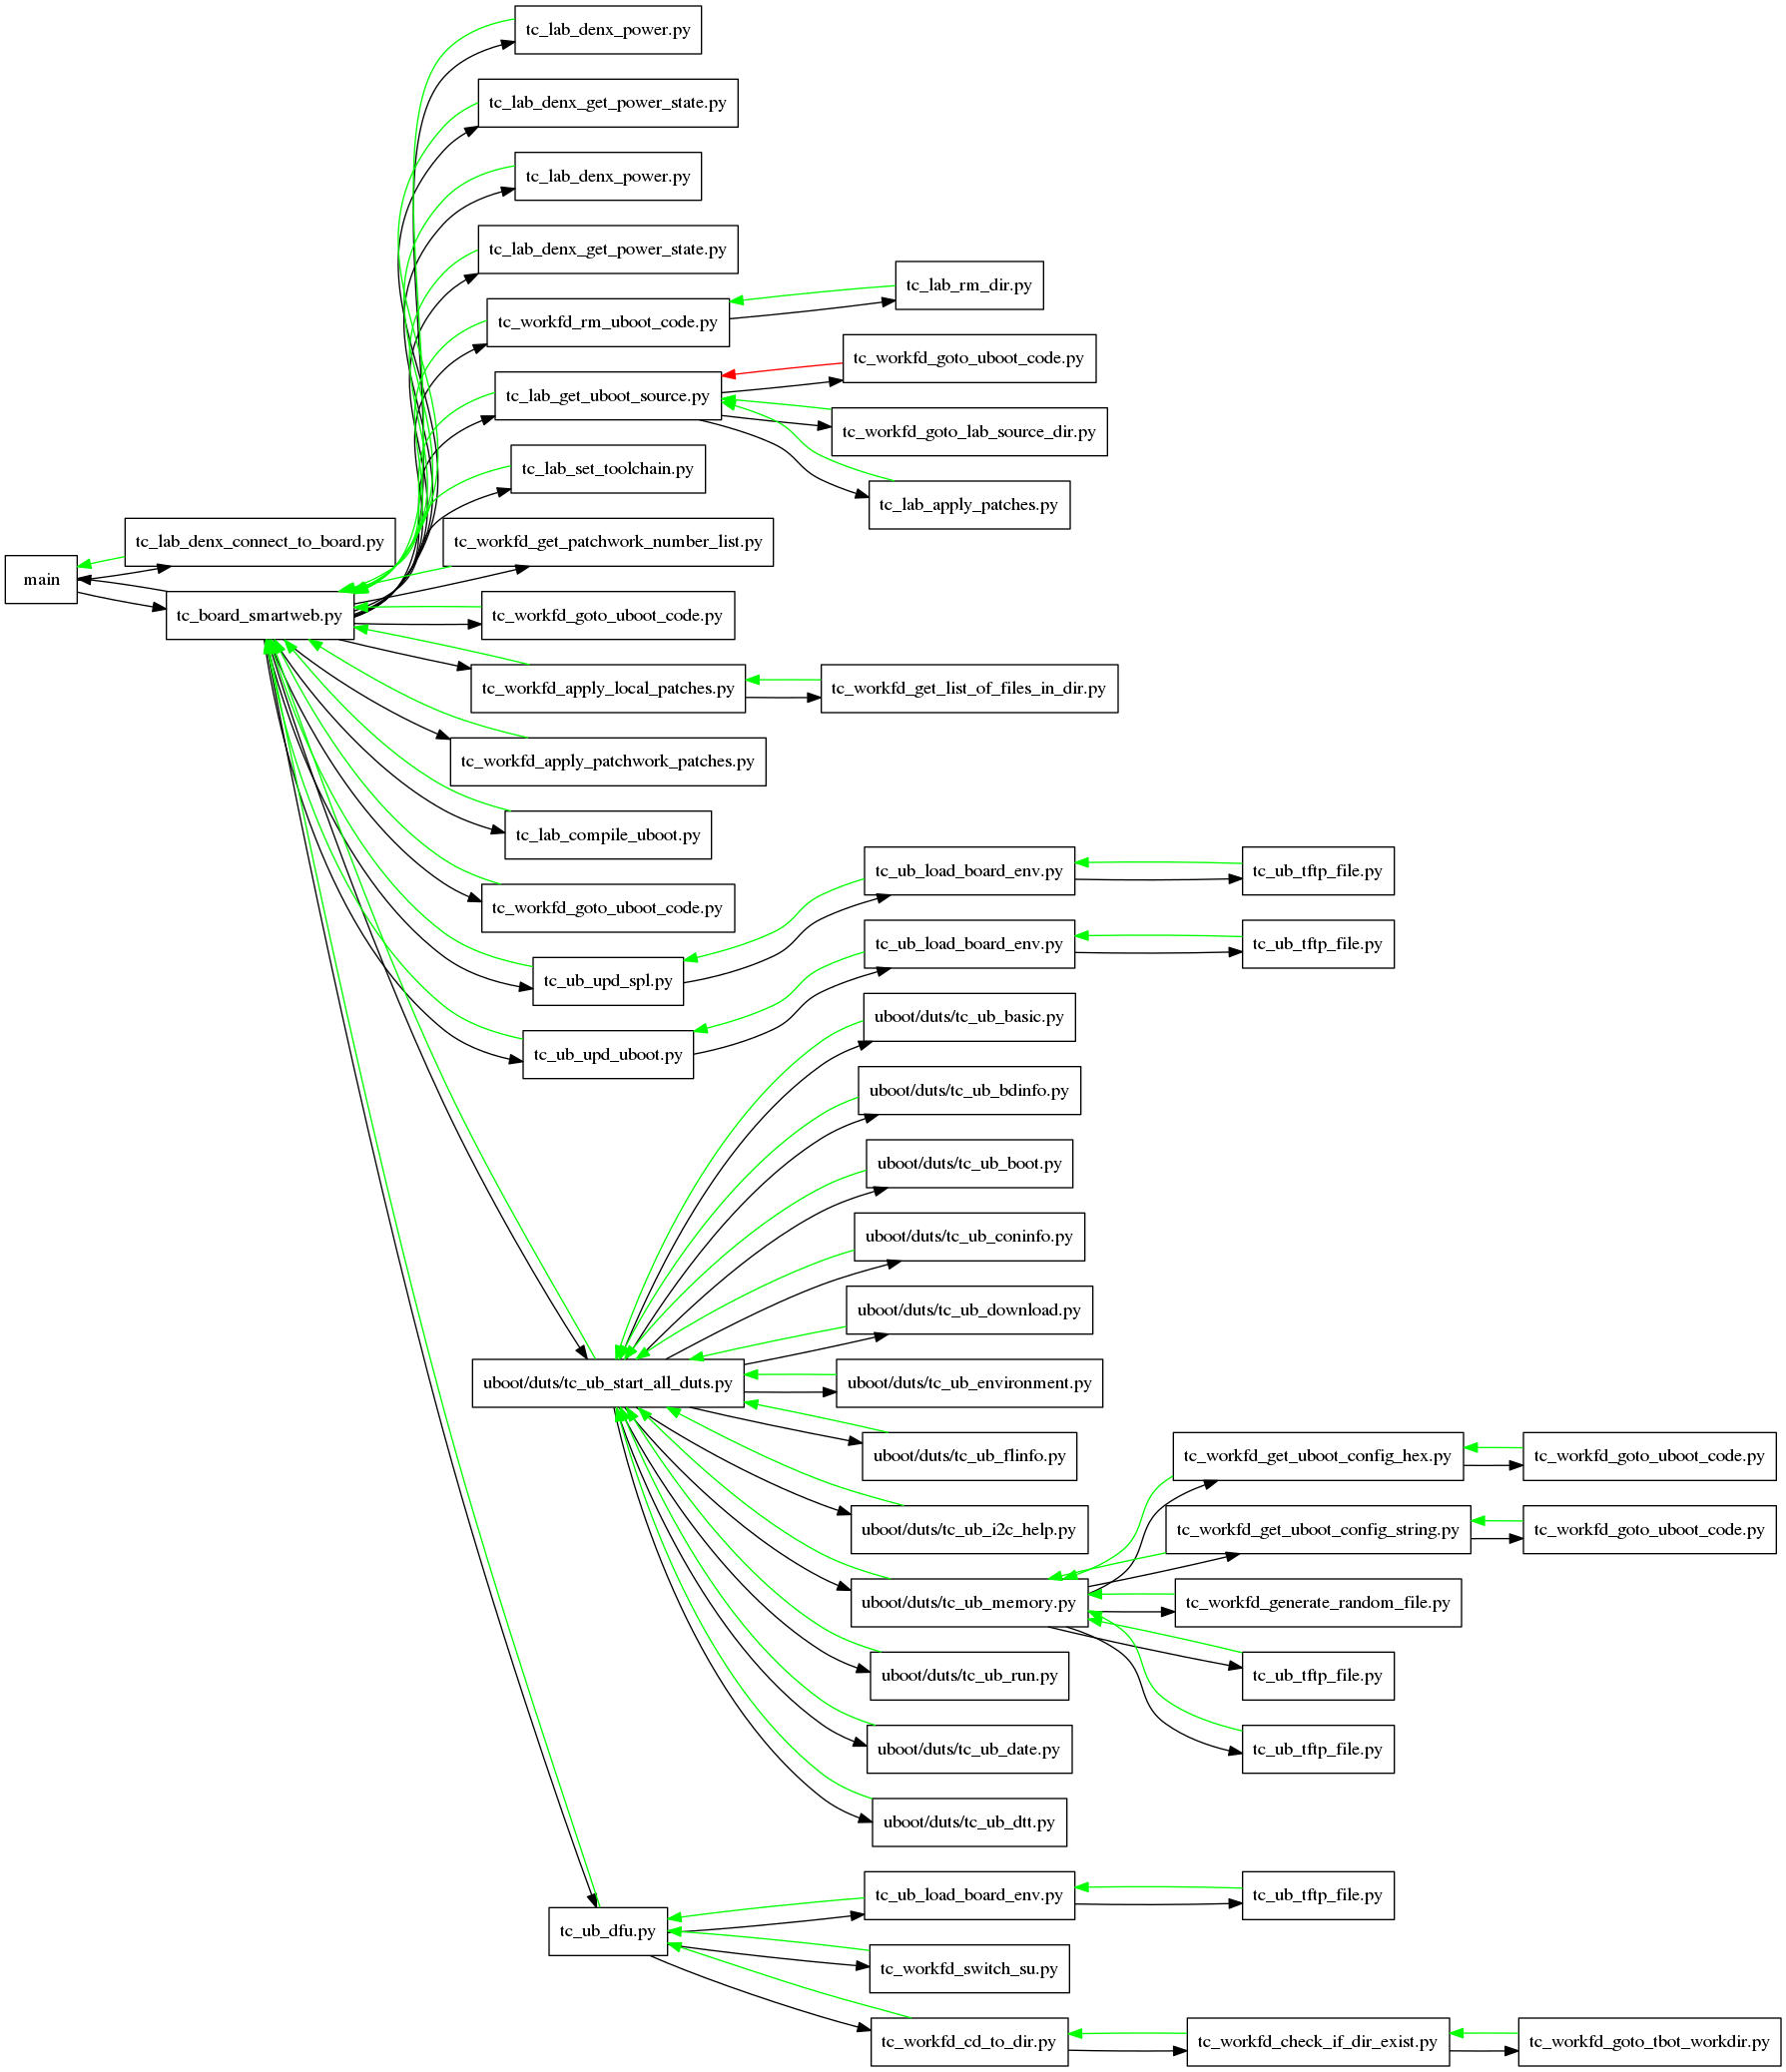 tc_lab_denx_power.py
tc_lab_denx_get_power_state.py
tc_lab_denx_power.py
tc_lab_denx_get_power_state.py
tc_lab_rm_dir.py
tc_workfd_rm_uboot_code.py
tc_workfd_goto_uboot_code.py
tc_lab_get_uboot_source.py
tc_workfd_goto_lab_source_dir.py
tc_lab_set_toolchain.py
tc_lab_apply_patches.py
tc_lab_denx_connect_to_board.py
tc_workfd_get_patchwork_number_list.py
main
tc_board_smartweb.py
tc_workfd_goto_uboot_code.py
tc_workfd_apply_local_patches.py
tc_workfd_get_list_of_files_in_dir.py
tc_workfd_apply_patchwork_patches.py
tc_lab_compile_uboot.py
tc_ub_load_board_env.py
tc_ub_tftp_file.py
tc_workfd_goto_uboot_code.py
tc_ub_load_board_env.py
tc_ub_tftp_file.py
tc_ub_upd_spl.py
uboot/duts/tc_ub_basic.py
tc_ub_upd_uboot.py
uboot/duts/tc_ub_bdinfo.py
uboot/duts/tc_ub_boot.py
uboot/duts/tc_ub_coninfo.py
uboot/duts/tc_ub_download.py
uboot/duts/tc_ub_start_all_duts.py
uboot/duts/tc_ub_environment.py
uboot/duts/tc_ub_flinfo.py
tc_workfd_get_uboot_config_hex.py
tc_workfd_goto_uboot_code.py
uboot/duts/tc_ub_i2c_help.py
tc_workfd_get_uboot_config_string.py
tc_workfd_goto_uboot_code.py
uboot/duts/tc_ub_memory.py
tc_workfd_generate_random_file.py
uboot/duts/tc_ub_run.py
tc_ub_tftp_file.py
uboot/duts/tc_ub_date.py
tc_ub_tftp_file.py
uboot/duts/tc_ub_dtt.py
tc_ub_load_board_env.py
tc_ub_tftp_file.py
tc_ub_dfu.py
tc_workfd_switch_su.py
tc_workfd_cd_to_dir.py
tc_workfd_check_if_dir_exist.py
tc_workfd_goto_tbot_workdir.py